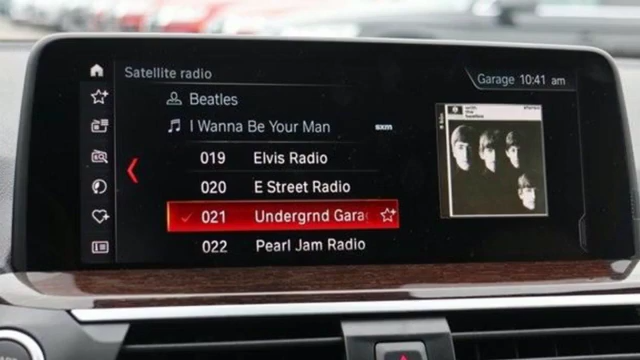 Satellite radio
Garage 10:41 am
Beatles
I Wanna Be Your Man
sxm
019 Elvis Radio
020 E Street Radio
021 Undergrnd Gara
022 Pearl Jam Radio